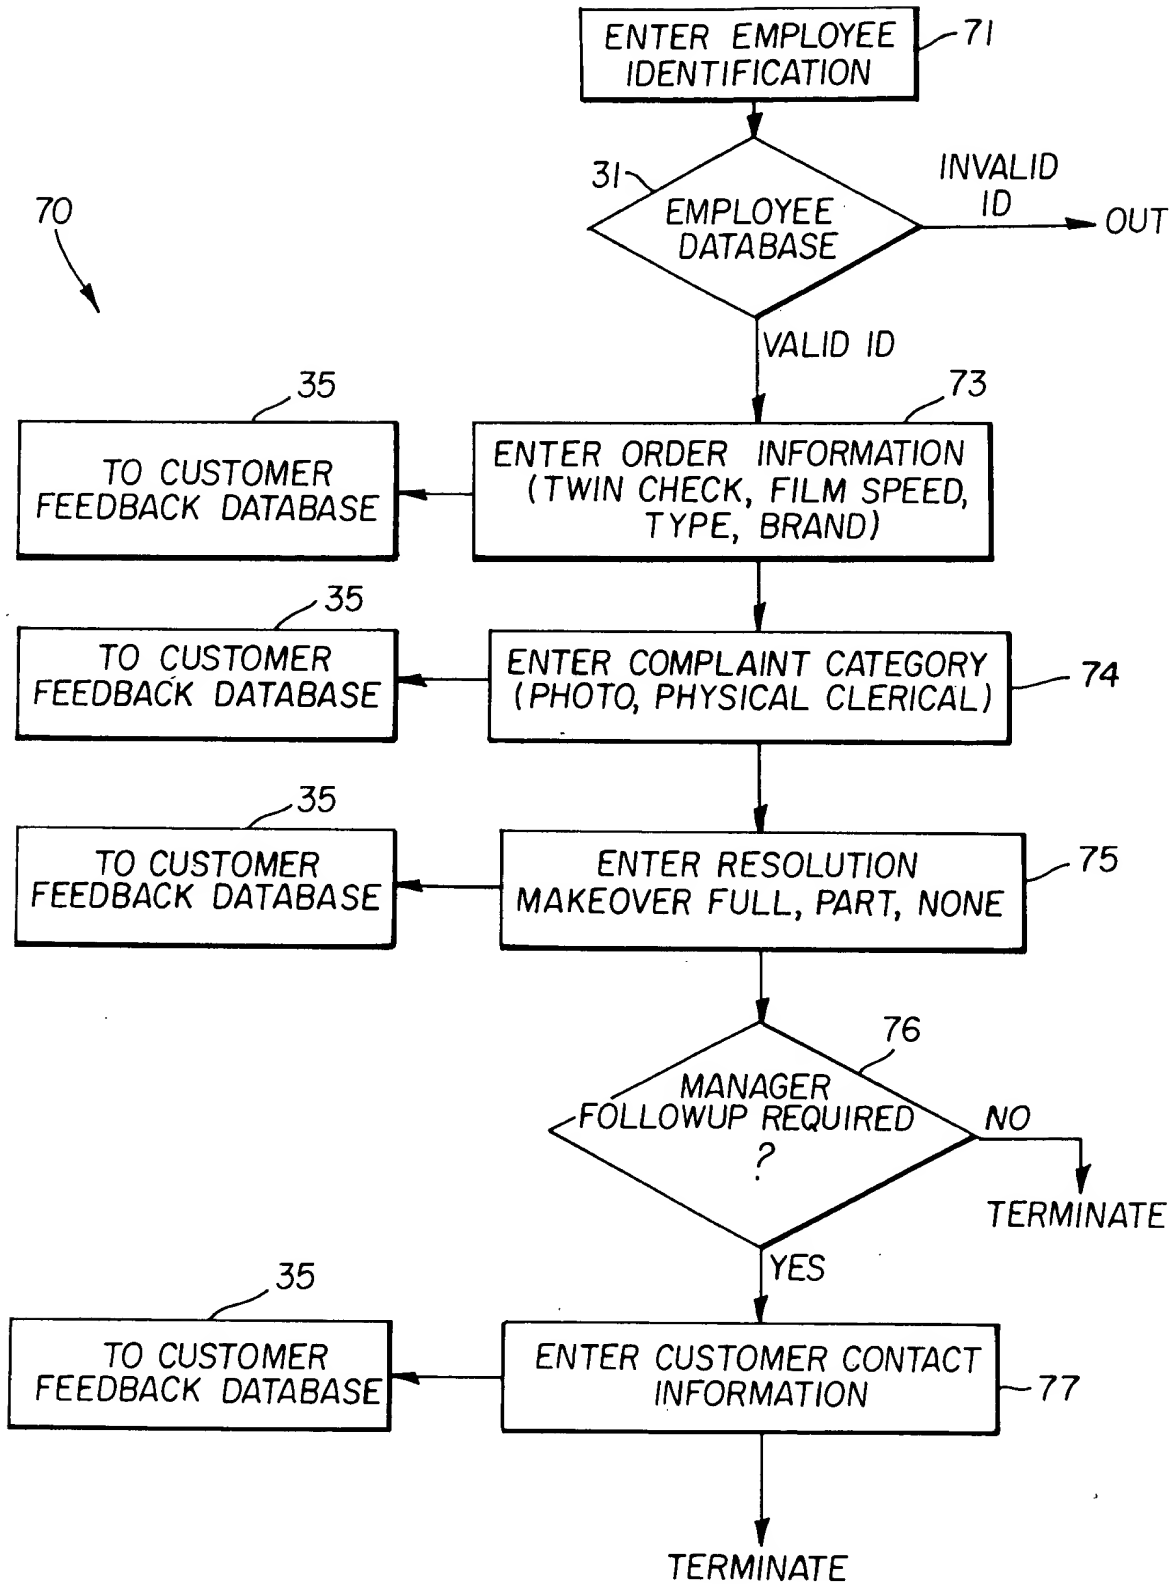 ENTER EMPLOYEE
IDENTIFICATION
71
31
EMPLOYEE
DATABASE
INVALID
ID
OUT
70
VALID ID
35
73
TO CUSTOMER
FEEDBACK DATABASE
ENTER ORDER INFORMATION
(TWIN CHECK, FILM SPEED,
TYPE, BRAND)
35
TO CUSTOMER
FEEDBACK DATABASE
ENTER COMPLAINT CATEGORY
(PHOTO, PHYSICAL CLERICAL)
74
35
TO CUSTOMER
FEEDBACK DATABASE
ENTER RESOLUTION
MAKEOVER FULL, PART, NONE
75
76
MANAGER
FOLLOWUP REQUIRED
?
NO
TERMINATE
YES
35
TO CUSTOMER
FEEDBACK DATABASE
ENTER CUSTOMER CONTACT
INFORMATION
77
TERMINATE